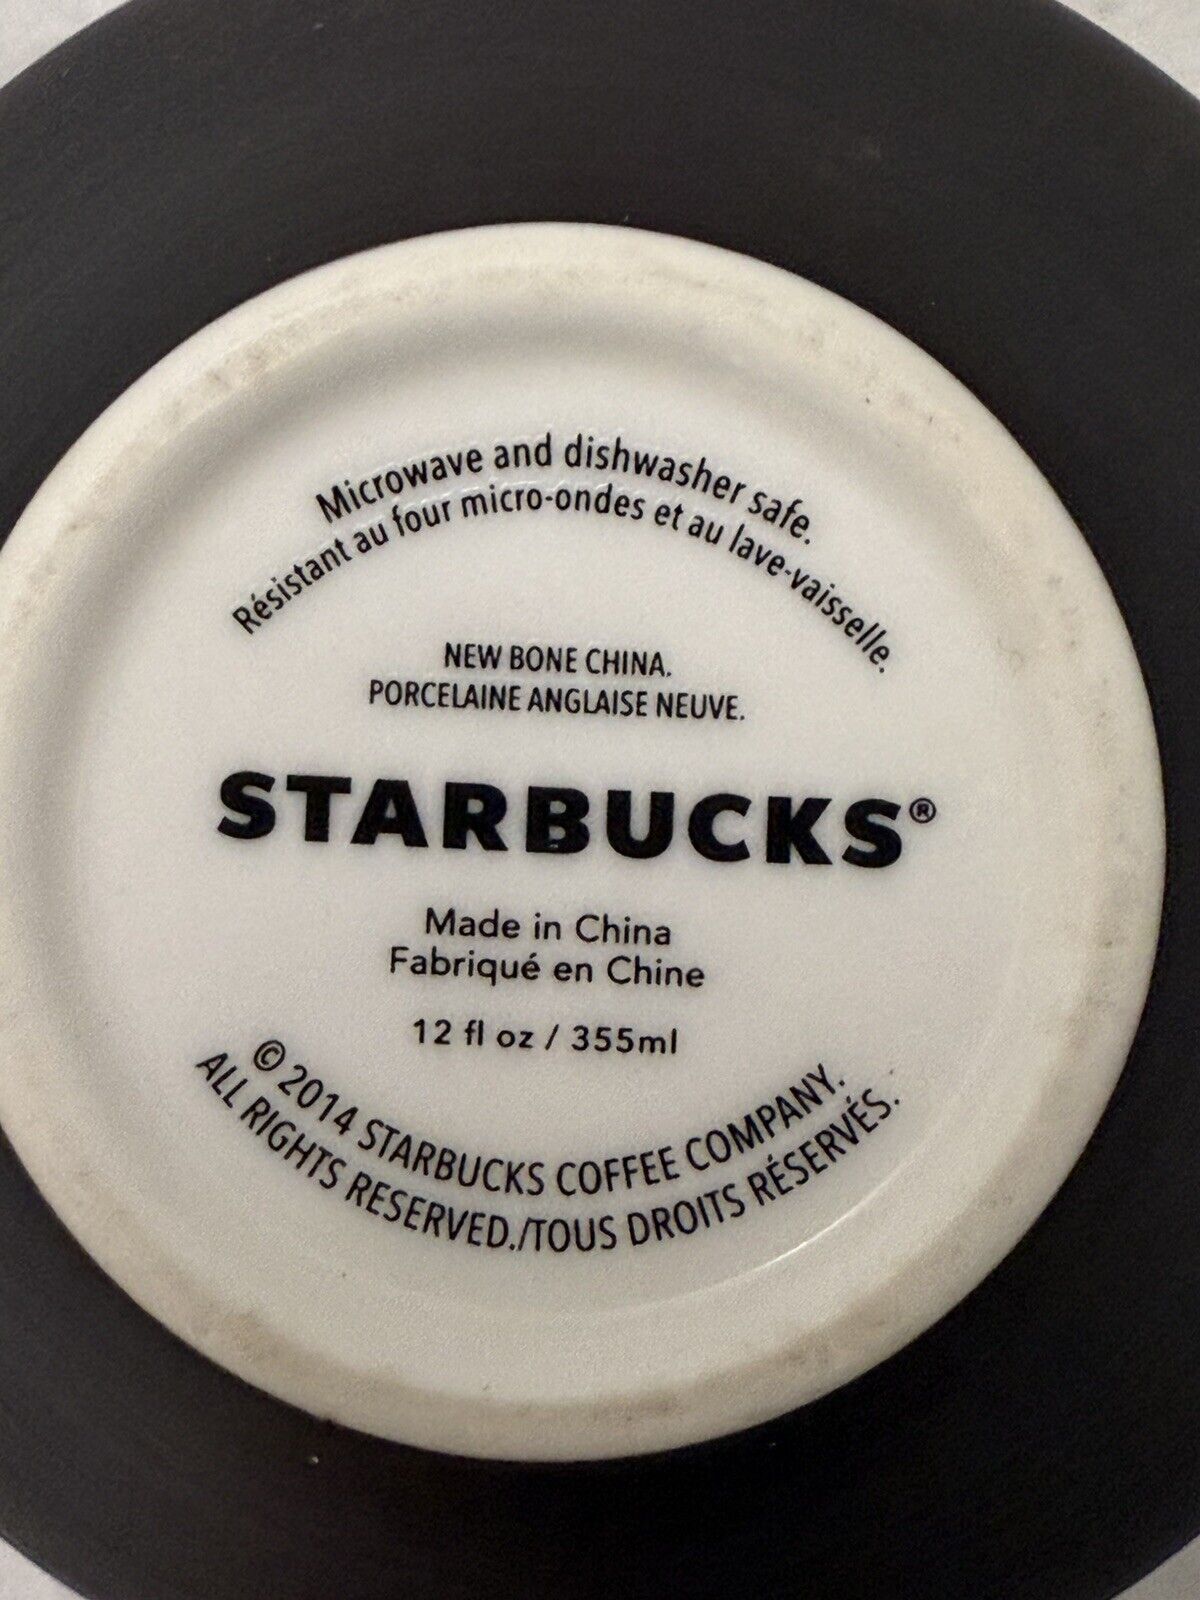 Microwave and dishwasher safe.
Résistant au four micro-ondes et au lave-vaisselle.
NEW BONE CHINA.
PORCELAINE ANGLAISE NEUVE.
STARBUCKS®
Made in China
Fabriqué en Chine
12 fl oz / 355ml
© 2014 STARBUCKS COFFEE COMPANY.
ALL RIGHTS RESERVED./TOUS DROITS RÉSERVÉS.